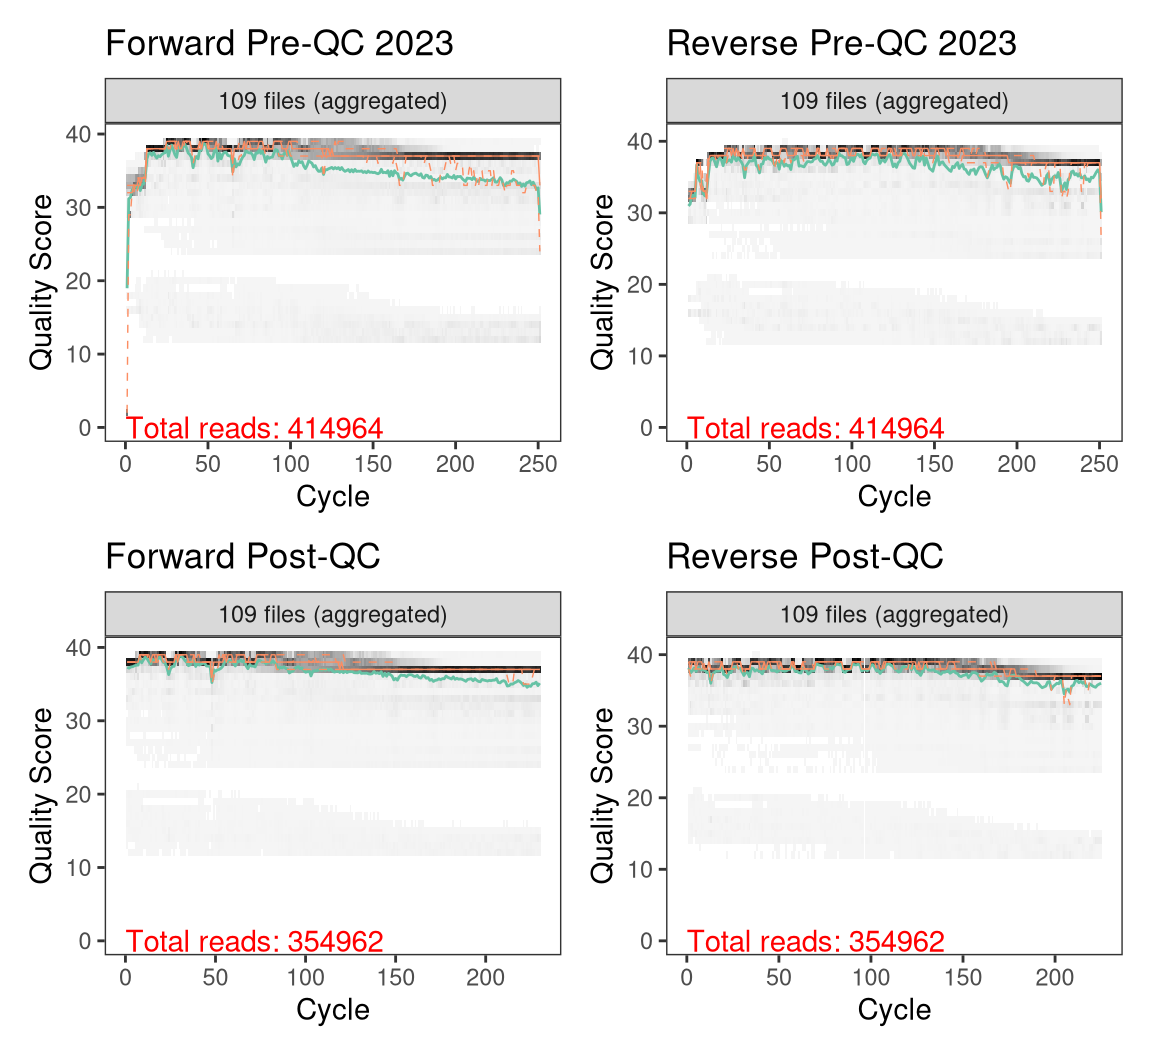 Forward Pre-QC 2023
Reverse Pre-QC 2023
109 files (aggregated)
109 files (aggregated)
Quality Score
40
30
20
10
0
Total reads: 414964
0 50 100 150 200 250
Cycle
Quality Score
40
30
20
10
0
Total reads: 414964
0 50 100 150 200 250
Cycle
Forward Post-QC
Reverse Post-QC
109 files (aggregated)
109 files (aggregated)
Quality Score
40
30
20
10
0
Total reads: 354962
0 50 100 150 200
Cycle
Quality Score
40
30
20
10
0
Total reads: 354962
0 50 100 150 200
Cycle